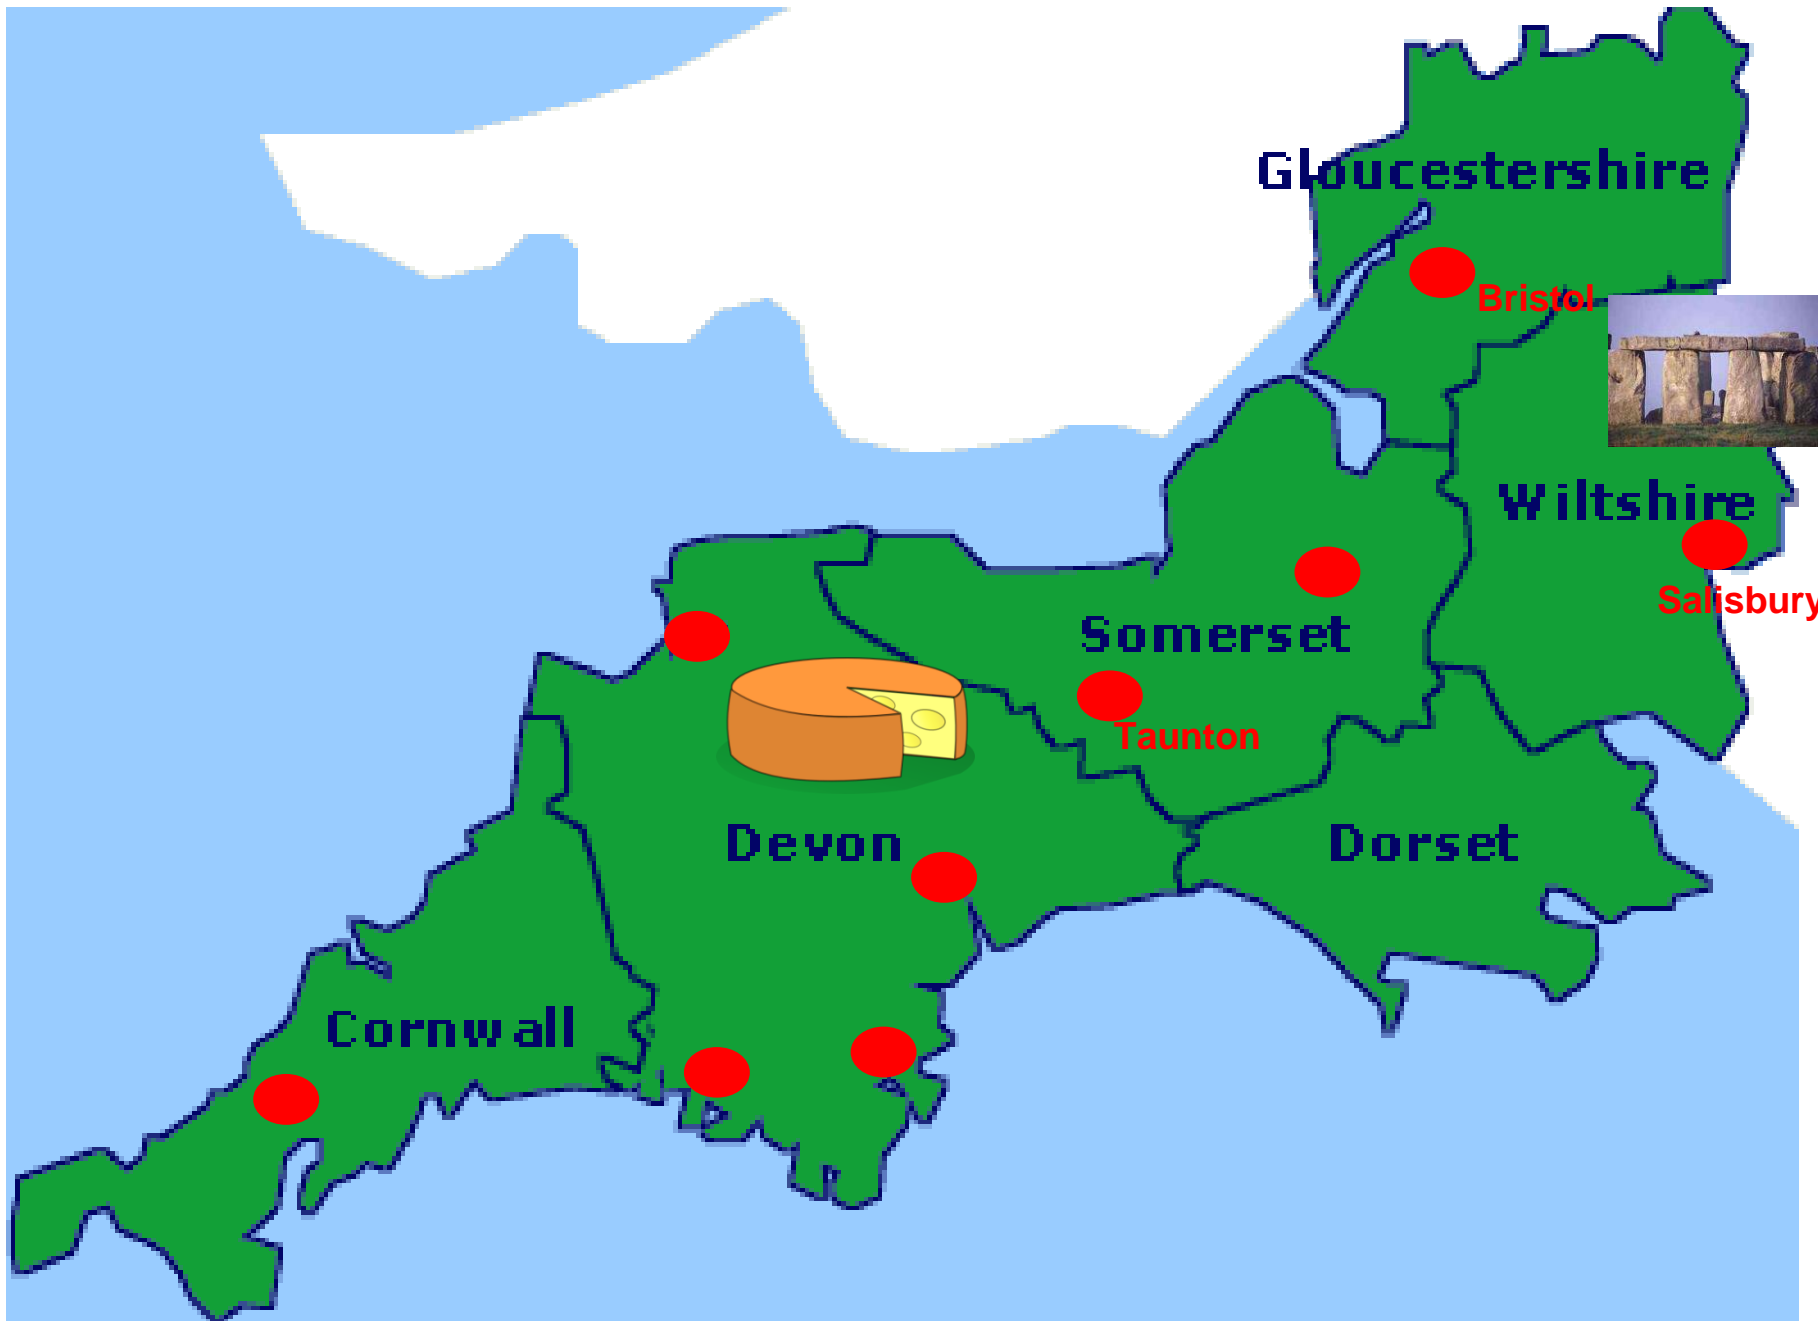 Gloucestershire
Bristol
Wiltshire
Salisbury
Somerset
Taunton
Devon
Dorset
Cornwall